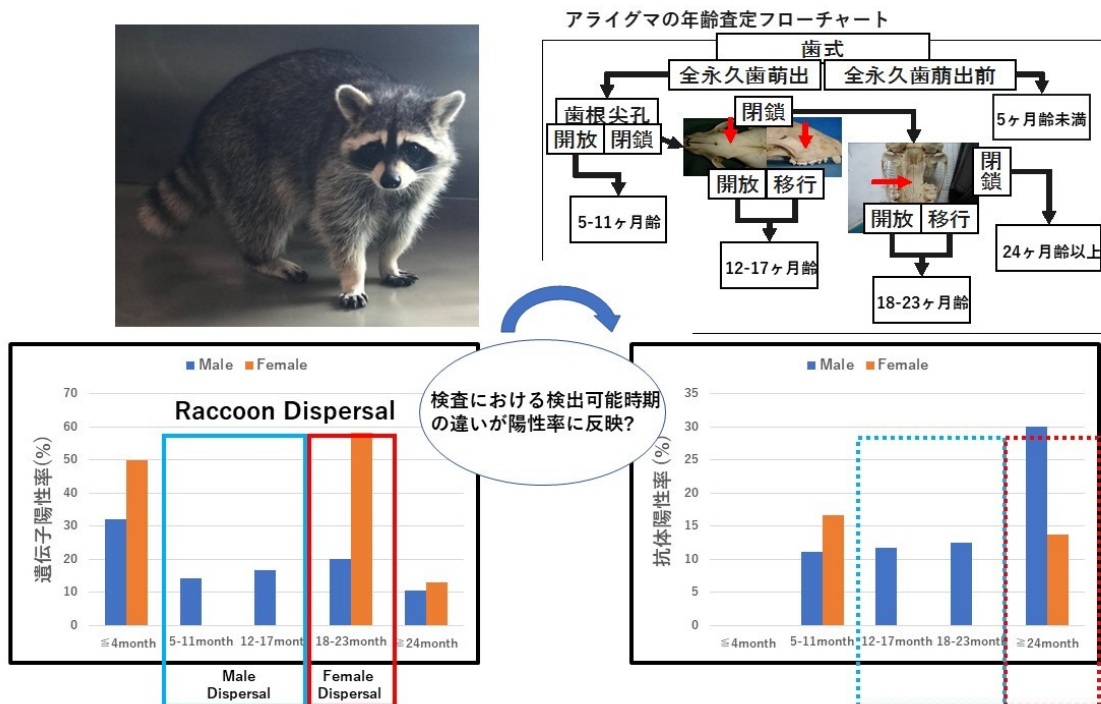 アライグマの年齢査定フローチャート
歯式
全永久歯萌出
全永久歯萌出前
歯根尖孔
開放
閉鎖
閉鎖
5ヶ月齢未満
5-11ヶ月齢
開放
移行
12-17ヶ月齢
閉鎖
開放
移行
18-23ヶ月齢
24ヶ月齢以上
Male
Female
Raccoon Dispersal
遺伝子陽性率(%)
70
60
50
40
30
20
10
0
≦4month
5-11month
12-17mont
18-23month
≧24month
Male
Dispersal
Female
Dispersal
検査における検出可能時期
の違いが陽性率に反映?
Male
Female
抗体陽性率 (%)
35
30
25
20
15
10
5
0
≦4month
5-11month
12-17month
18-23month
≧24month